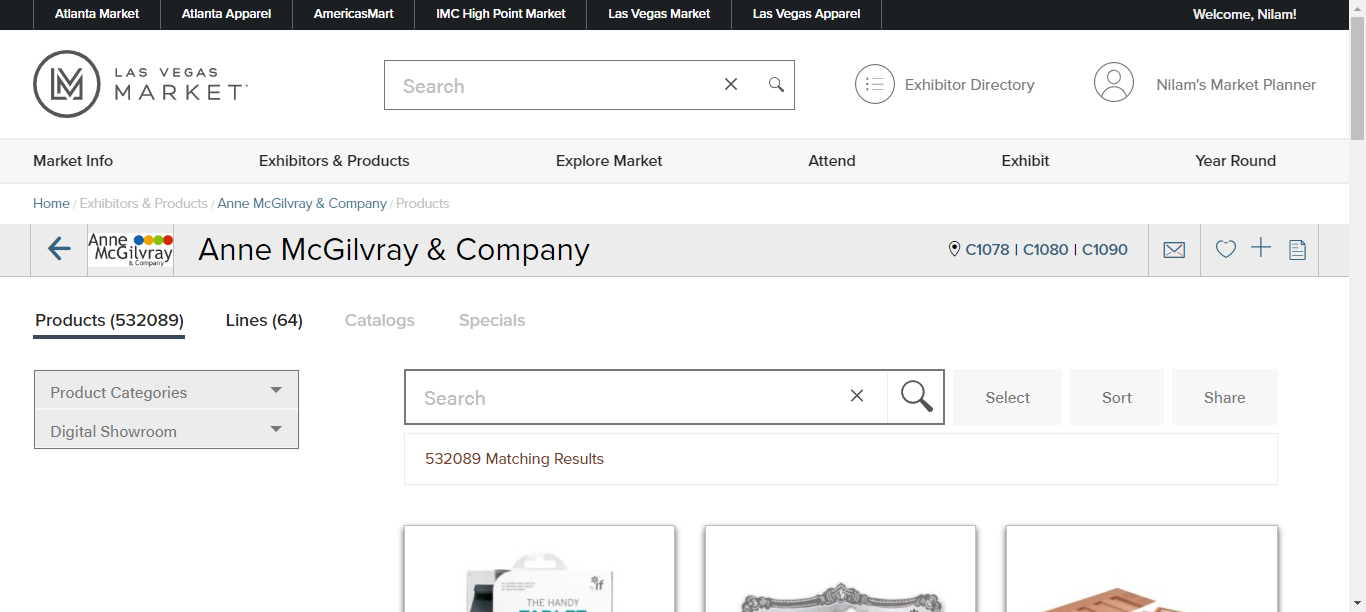 Atlanta Market Atlanta Apparel AmericasMart IMC High Point Market Las Vegas Market Las Vegas Apparel Welcome, Nilam!
LAS VEGAS
MARKET
Search
Exhibitor Directory
Nilam's Market Planner
Market Info Exhibitors & Products Explore Market Attend Exhibit Year Round
Home / Exhibitors & Products / Anne McGilvray & Company / Products
Anne
McGilvray
& Company
Anne McGilvray & Company
C1078 | C1080 | C1090
Products (532089) Lines (64) Catalogs Specials
Product Categories
Digital Showroom
Search
Select Sort Share
532089 Matching Results
if
THE HANDY